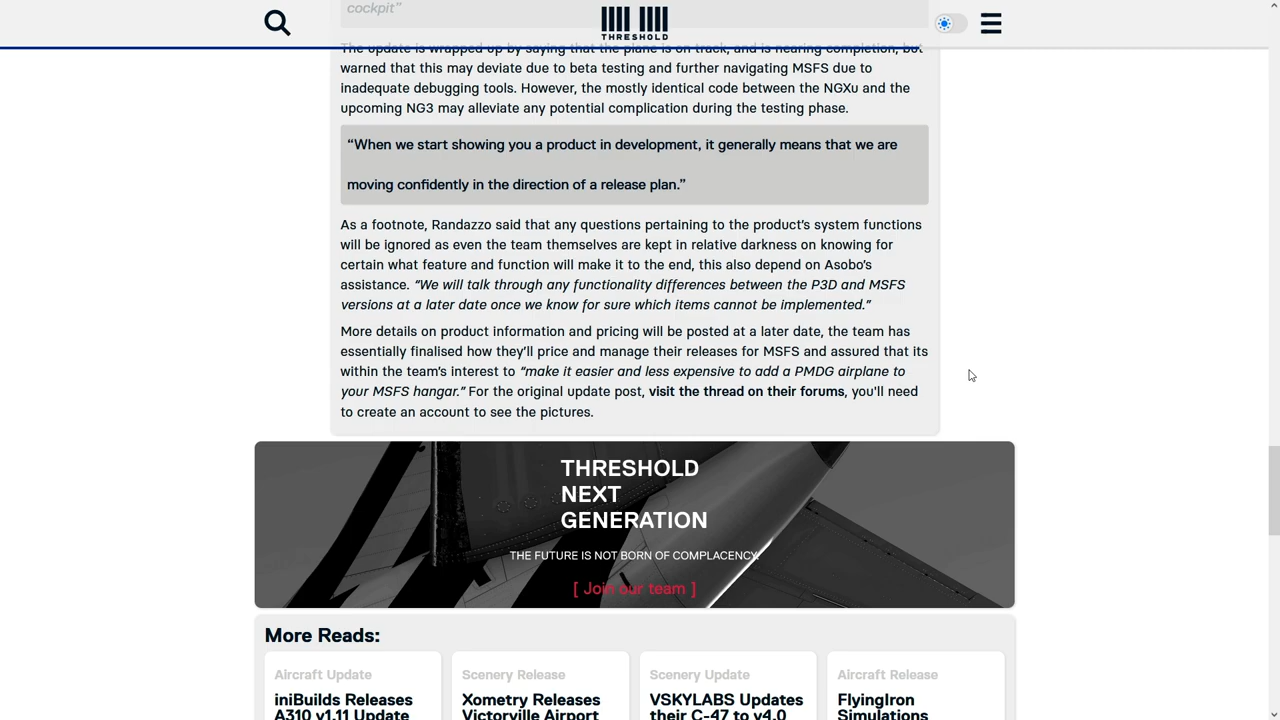 cockpit”
THRESHOLD
The update is wrapped up by saying that the plane is on track, and is nearing completion, but
warned that this may deviate due to beta testing and further navigating MSFS due to
inadequate debugging tools. However, the mostly identical code between the NGXu and the
upcoming NG3 may alleviate any potential complication during the testing phase.
“When we start showing you a product in development, it generally means that we are
moving confidently in the direction of a release plan.”
As a footnote, Randazzo said that any questions pertaining to the product’s system functions
will be ignored as even the team themselves are kept in relative darkness on knowing for
certain what feature and function will make it to the end, this also depend on Asobo’s
assistance. “We will talk through any functionality differences between the P3D and MSFS
versions at a later date once we know for sure which items cannot be implemented.”
More details on product information and pricing will be posted at a later date, the team has
essentially finalised how they’ll price and manage their releases for MSFS and assured that its
within the team’s interest to “make it easier and less expensive to add a PMDG airplane to
your MSFS hangar.” For the original update post, visit the thread on their forums, you'll need
to create an account to see the pictures.
THRESHOLD
NEXT
GENERATION
THE FUTURE IS NOT BORN OF COMPLACENCY.
[ Join our team ]
More Reads:
Aircraft Update
iniBuilds Releases
A310 v1.11 Update
Scenery Release
Xometry Releases
Victorville Airport
Scenery Update
VSKYLABS Updates
their C-47 to v4.0
Aircraft Release
FlyingIron
Simulations